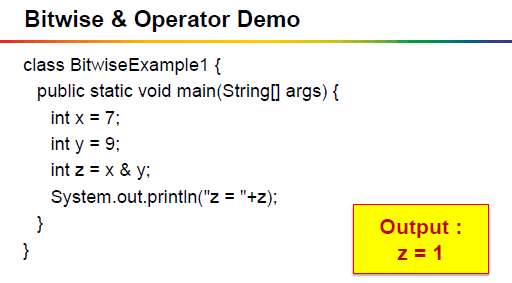 Bitwise & Operator Demo
class BitwiseExample1 {
public static void main(String[] args) {
int x = 7;
int y = 9;
int z = x & y;
System.out.println("z = "+z);
}
}
Output :
z = 1